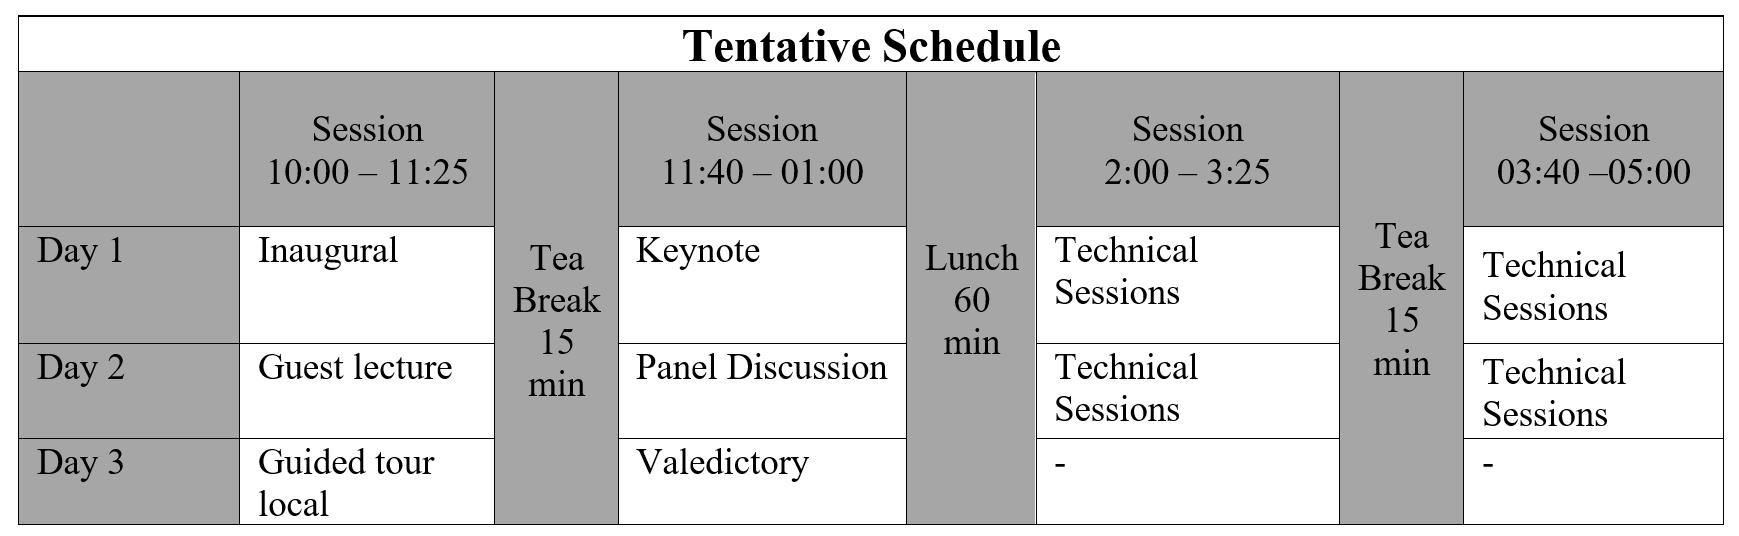 Tentative Schedule
Session
10:00 – 11:25
Tea
Break
15
min
Session
11:40 – 01:00
Lunch
60
min
Session
2:00 – 3:25
Tea
Break
15
min
Session
03:40 –05:00
Day 1
Inaugural
Keynote
Technical
Sessions
Technical
Sessions
Day 2
Guest lecture
Panel Discussion
Technical
Sessions
Technical
Sessions
Day 3
Guided tour
local
Valedictory
-
-